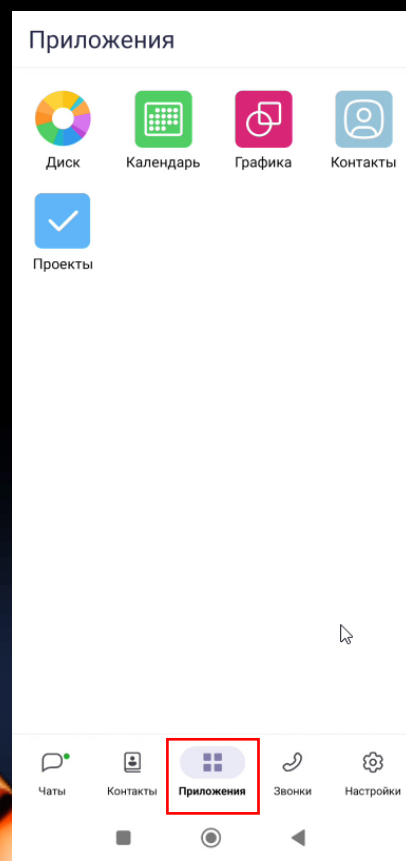 Приложения
Диск Календарь Графика Контакты
Проекты
Чаты Контакты Приложения Звонки Настройки